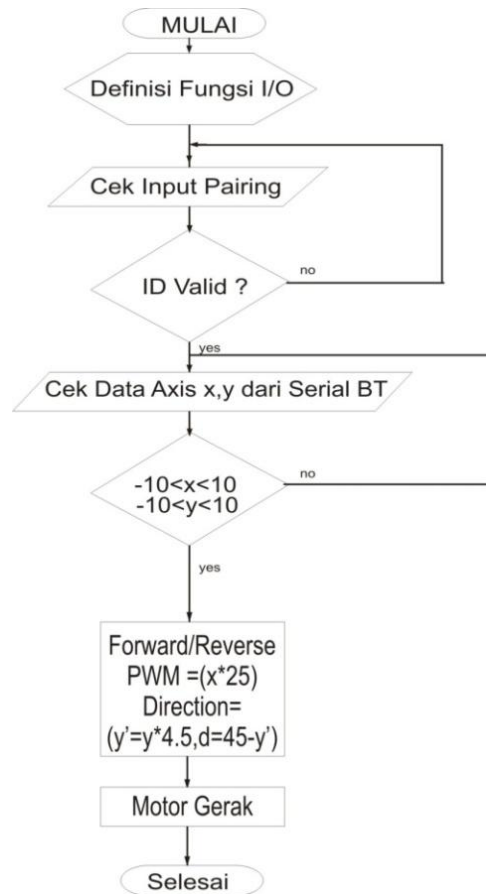 MULAI
Definisi Fungsi I/O
Cek Input Pairing
ID Valid ?
no
yes
Cek Data Axis x,y dari Serial BT
-10<x<10
-10<y<10
no
yes
Forward/Reverse
PWM =(x*25)
Direction=
(y'=y*4.5,d=45-y')
Motor Gerak
Selesai